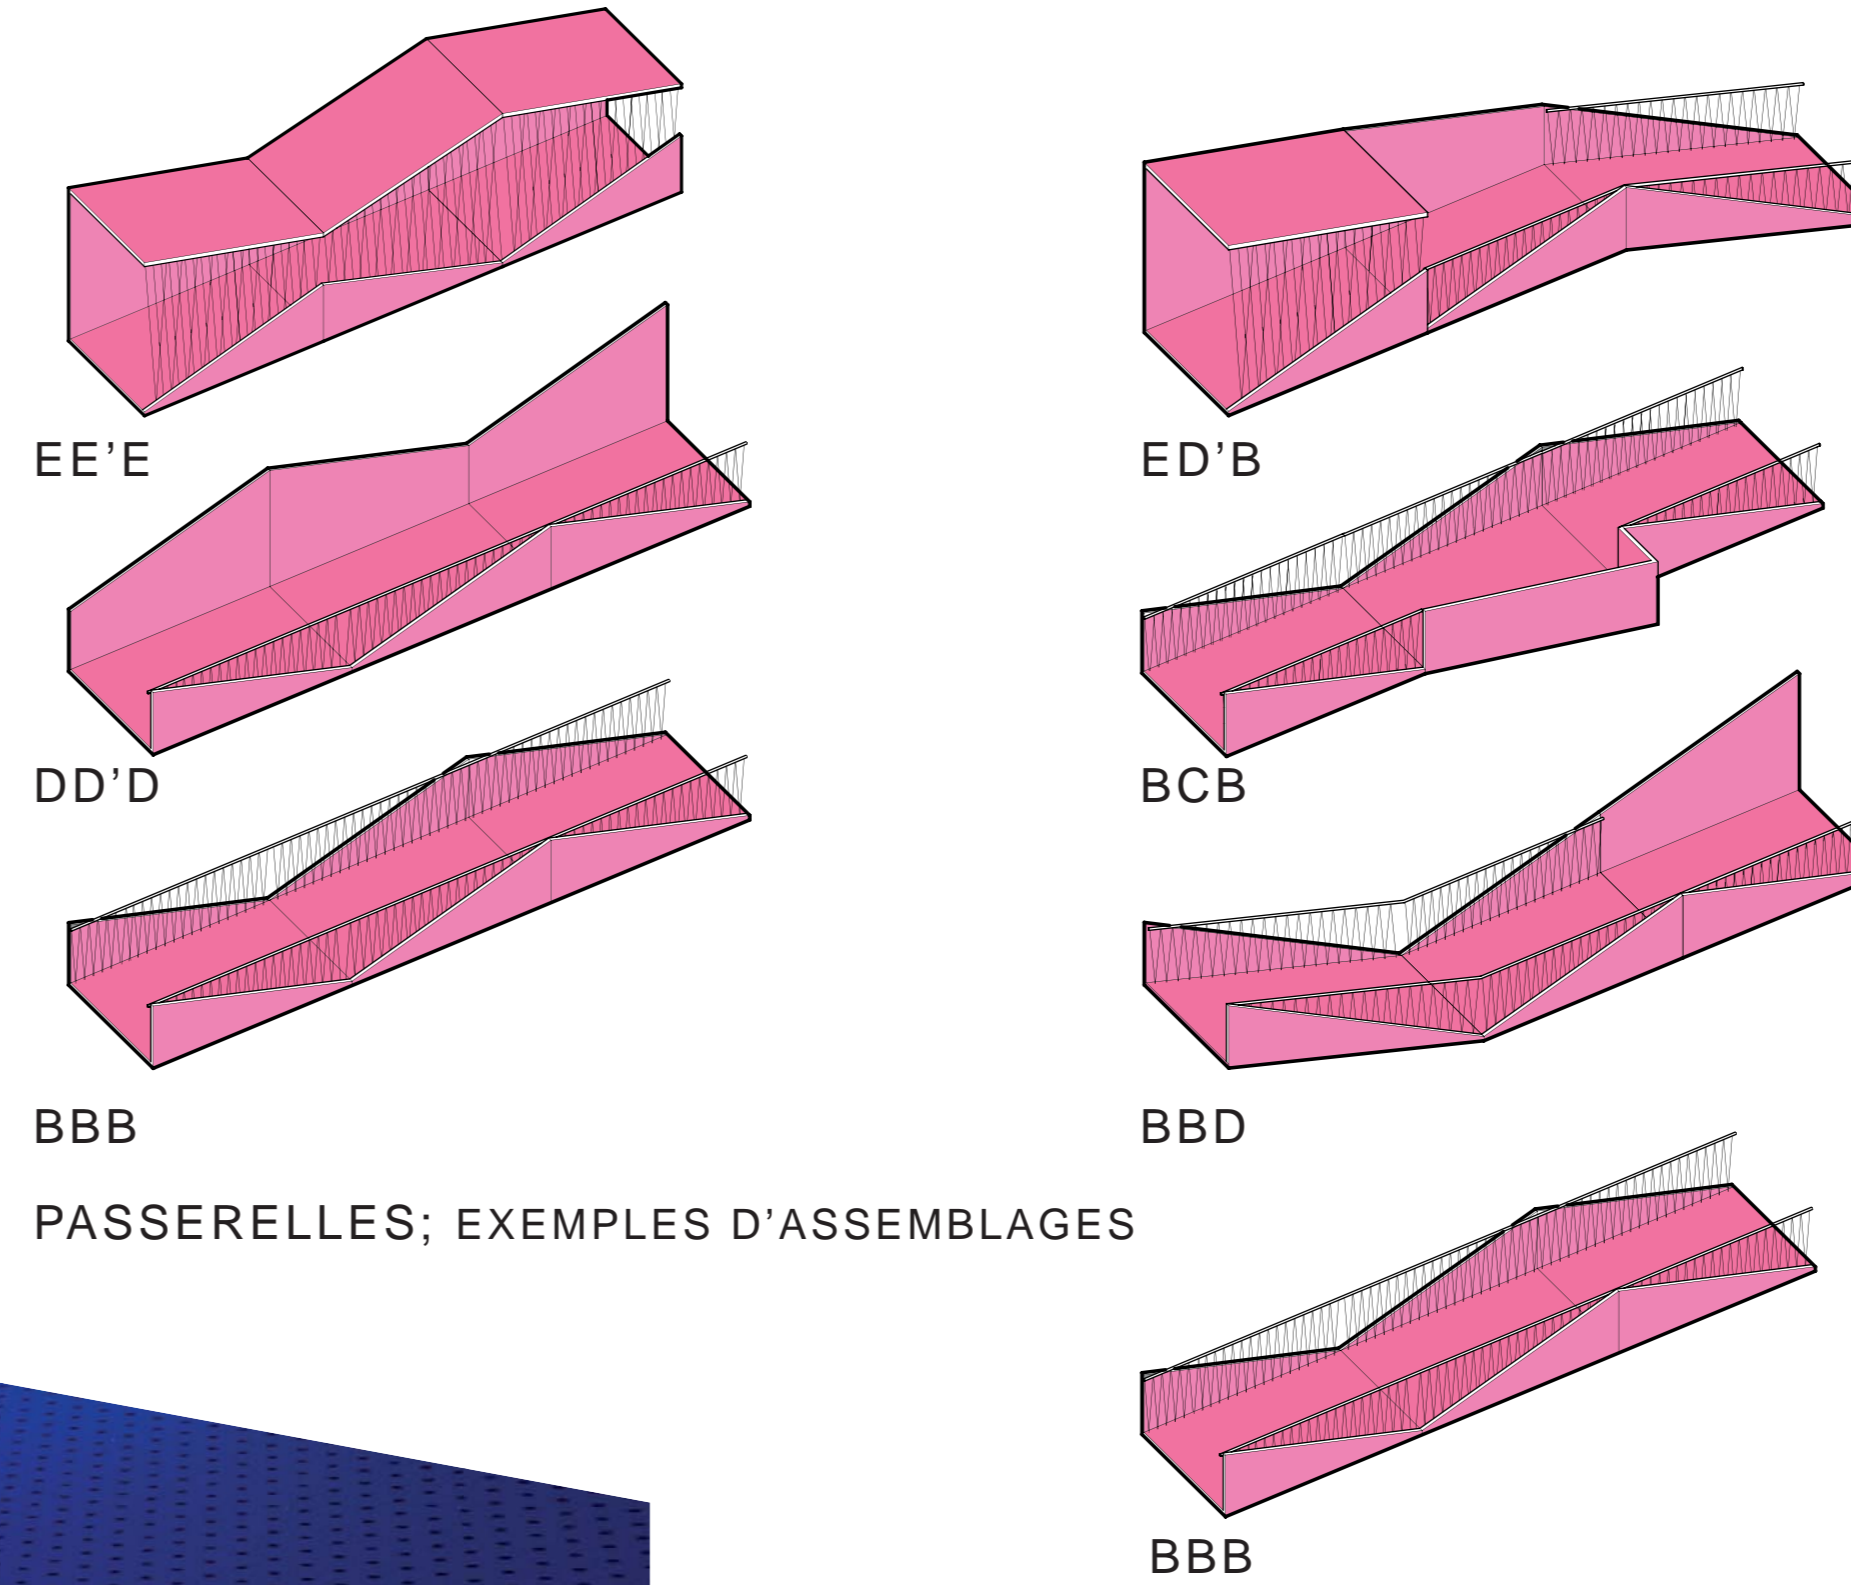 EE’E
ED’B
DD’D
BCB
BBB
BBD
PASSERELLES; EXEMPLES D’ASSEMBLAGES
BBB